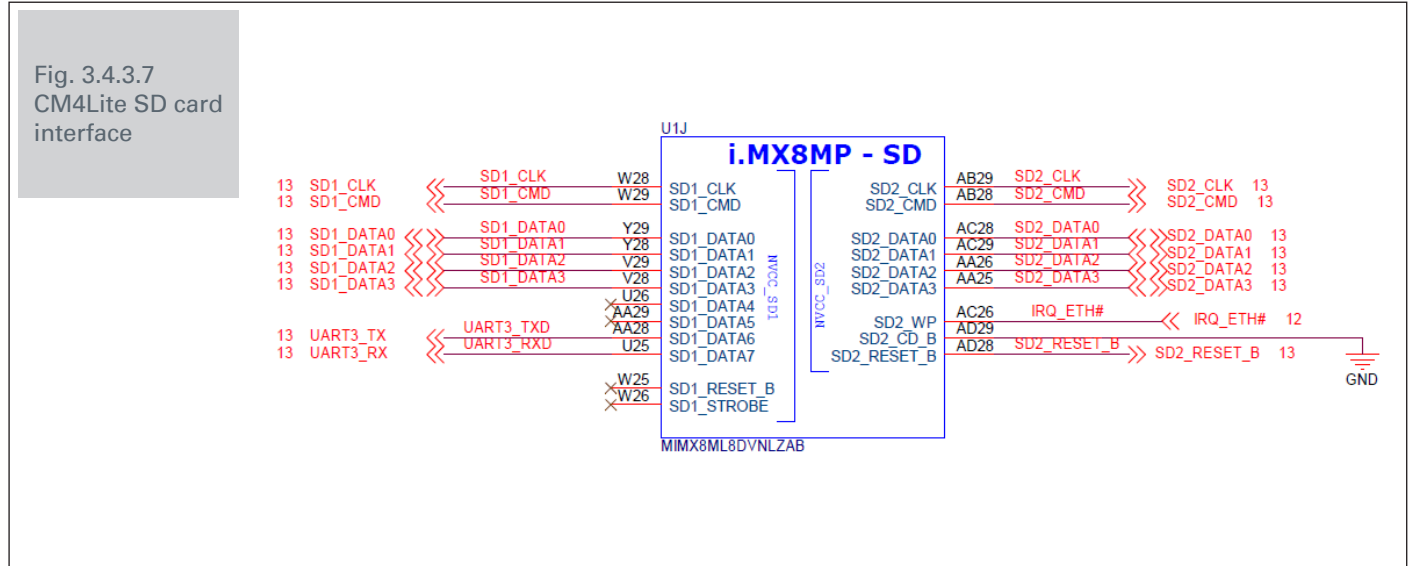 Fig. 3.4.3.7
CM4Lite SD card
interface
U1J
i.MX8MP - SD
13 SD1_CLK SD1_CLK W28 SD1_CLK SD2_CLK AB29 SD2_CLK SD2_CLK 13
13 SD1_CMD SD1_CMD W29 SD1_CMD SD2_CMD AB28 SD2_CMD SD2_CMD 13
13 SD1_DATA0 SD1_DATA0 Y29 SD1_DATA0 SD2_DATA0 AC28 SD2_DATA0 SD2_DATA0 13
13 SD1_DATA1 SD1_DATA1 Y28 SD1_DATA1 SD2_DATA1 AC29 SD2_DATA1 SD2_DATA1 13
13 SD1_DATA2 SD1_DATA2 V29 SD1_DATA2 SD2_DATA2 AA26 SD2_DATA2 SD2_DATA2 13
13 SD1_DATA3 SD1_DATA3 V28 SD1_DATA3 SD2_DATA3 AA25 SD2_DATA3 SD2_DATA3 13
U26 SD1_DATA4
NVCC_SD1
NVCC_SD2
AA29 SD1_DATA5 SD2_WP AC26 IRQ_ETH# IRQ_ETH# 12
13 UART3_TX UART3_TXD AA28 SD1_DATA6 SD2_CD_B AD29
13 UART3_RX UART3_RXD U25 SD1_DATA7 SD2_RESET_B AD28 SD2_RESET_B SD2_RESET_B 13
GND
W25 SD1_RESET_B
W26 SD1_STROBE
MIMX8ML8DVNLZAB